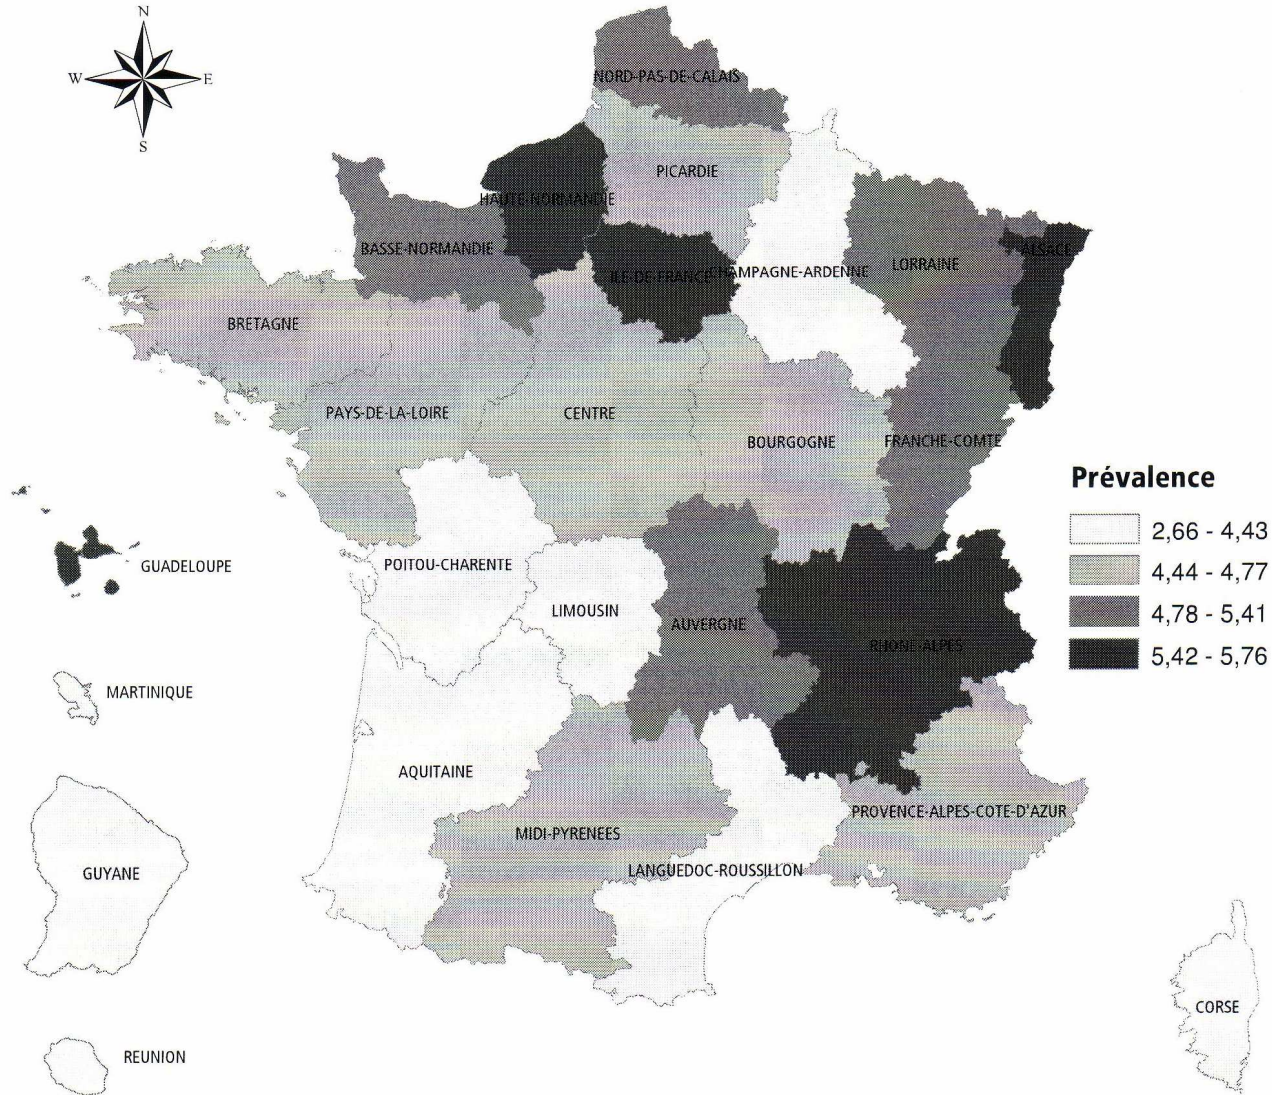 N
W
E
S
NORD-PAS-DE-CALAIS
PICARDIE
HAUTE-NORMANDIE
BASSE-NORMANDIE
ILE-DE-FRANCE
CHAMPAGNE-ARDENNE
LORRAINE
ALSACE
BRETAGNE
PAYS-DE-LA-LOIRE
CENTRE
BOURGOGNE
FRANCHE-COMTE
Prévalence
2,66 - 4,43
4,44 - 4,77
4,78 - 5,41
5,42 - 5,76
GUADELOUPE
POITOU-CHARENTE
LIMOUSIN
AUVERGNE
RHONE-ALPES
MARTINIQUE
AQUITAINE
MIDI-PYRENEES
PROVENCE-ALPES-COTE-D'AZUR
LANGUEDOC-ROUSSILLON
GUYANE
CORSE
REUNION